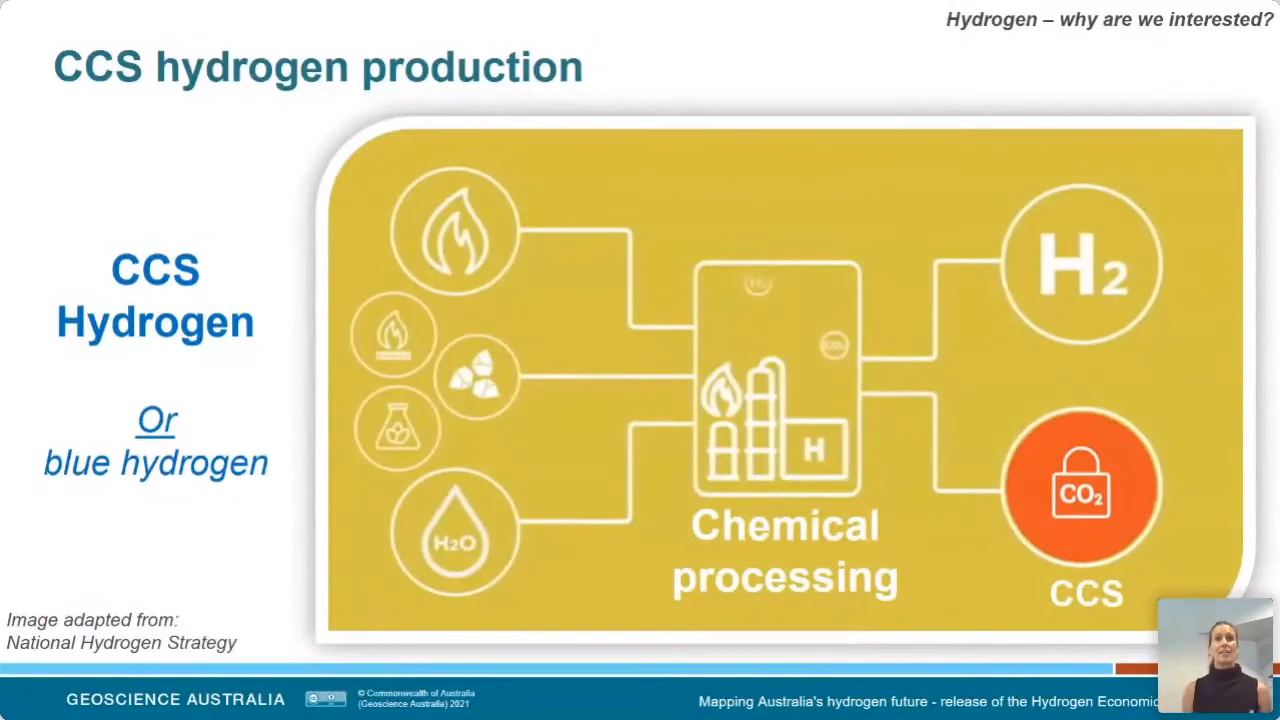 Hydrogen – why are we interested?
CCS hydrogen production
CCS
Hydrogen
Or
blue hydrogen
H2O
H
H2
CO2
Chemical
processing
CCS
Image adapted from:
National Hydrogen Strategy
GEOSCIENCE AUSTRALIA
© Commonwealth of Australia
(Geoscience Australia) 2021
Mapping Australia's hydrogen future - release of the Hydrogen Economic